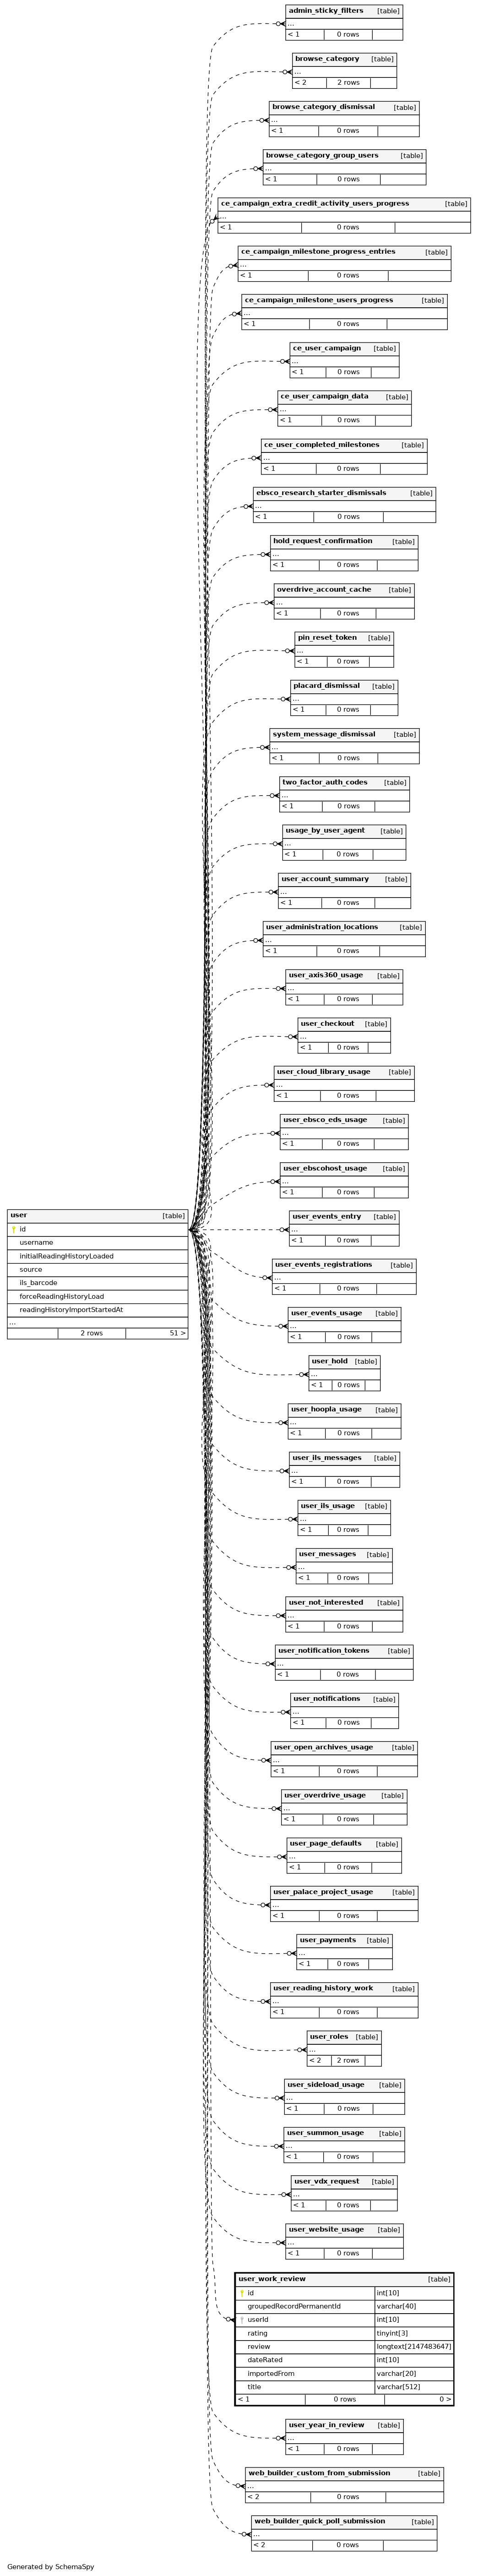 admin_sticky_filters [table]
...
< 1 0 rows
browse_category [table]
...
< 2 2 rows
browse_category_dismissal [table]
...
< 1 0 rows
browse_category_group_users [table]
...
< 1 0 rows
ce_campaign_extra_credit_activity_users_progress [table]
...
< 1 0 rows
ce_campaign_milestone_progress_entries [table]
...
< 1 0 rows
ce_campaign_milestone_users_progress [table]
...
< 1 0 rows
ce_user_campaign [table]
...
< 1 0 rows
ce_user_campaign_data [table]
...
< 1 0 rows
ce_user_completed_milestones [table]
...
< 1 0 rows
ebsco_research_starter_dismissals [table]
...
< 1 0 rows
hold_request_confirmation [table]
...
< 1 0 rows
overdrive_account_cache [table]
...
< 1 0 rows
pin_reset_token [table]
...
< 1 0 rows
placard_dismissal [table]
...
< 1 0 rows
system_message_dismissal [table]
...
< 1 0 rows
two_factor_auth_codes [table]
...
< 1 0 rows
usage_by_user_agent [table]
...
< 1 0 rows
user_account_summary [table]
...
< 1 0 rows
user_administration_locations [table]
...
< 1 0 rows
user_axis360_usage [table]
...
< 1 0 rows
user_checkout [table]
...
< 1 0 rows
user_cloud_library_usage [table]
...
< 1 0 rows
user_ebsco_eds_usage [table]
...
< 1 0 rows
user_ebscohost_usage [table]
...
< 1 0 rows
user [table]
id
username
initialReadingHistoryLoaded
source
ils_barcode
forceReadingHistoryLoad
readingHistoryImportStartedAt
...
2 rows 51 >
user_events_entry [table]
...
< 1 0 rows
user_events_registrations [table]
...
< 1 0 rows
user_events_usage [table]
...
< 1 0 rows
user_hold [table]
...
< 1 0 rows
user_hoopla_usage [table]
...
< 1 0 rows
user_ils_messages [table]
...
< 1 0 rows
user_ils_usage [table]
...
< 1 0 rows
user_messages [table]
...
< 1 0 rows
user_not_interested [table]
...
< 1 0 rows
user_notification_tokens [table]
...
< 1 0 rows
user_notifications [table]
...
< 1 0 rows
user_open_archives_usage [table]
...
< 1 0 rows
user_overdrive_usage [table]
...
< 1 0 rows
user_page_defaults [table]
...
< 1 0 rows
user_palace_project_usage [table]
...
< 1 0 rows
user_payments [table]
...
< 1 0 rows
user_reading_history_work [table]
...
< 1 0 rows
user_roles [table]
...
< 2 2 rows
user_sideload_usage [table]
...
< 1 0 rows
user_summon_usage [table]
...
< 1 0 rows
user_vdx_request [table]
...
< 1 0 rows
user_website_usage [table]
...
< 1 0 rows
user_work_review [table]
id int[10]
groupedRecordPermanentId varchar[40]
userId int[10]
rating tinyint[3]
review longtext[2147483647]
dateRated int[10]
importedFrom varchar[20]
title varchar[512]
< 1 0 rows 0 >
user_year_in_review [table]
...
< 1 0 rows
web_builder_custom_from_submission [table]
...
< 2 0 rows
web_builder_quick_poll_submission [table]
...
< 2 0 rows
Generated by SchemaSpy